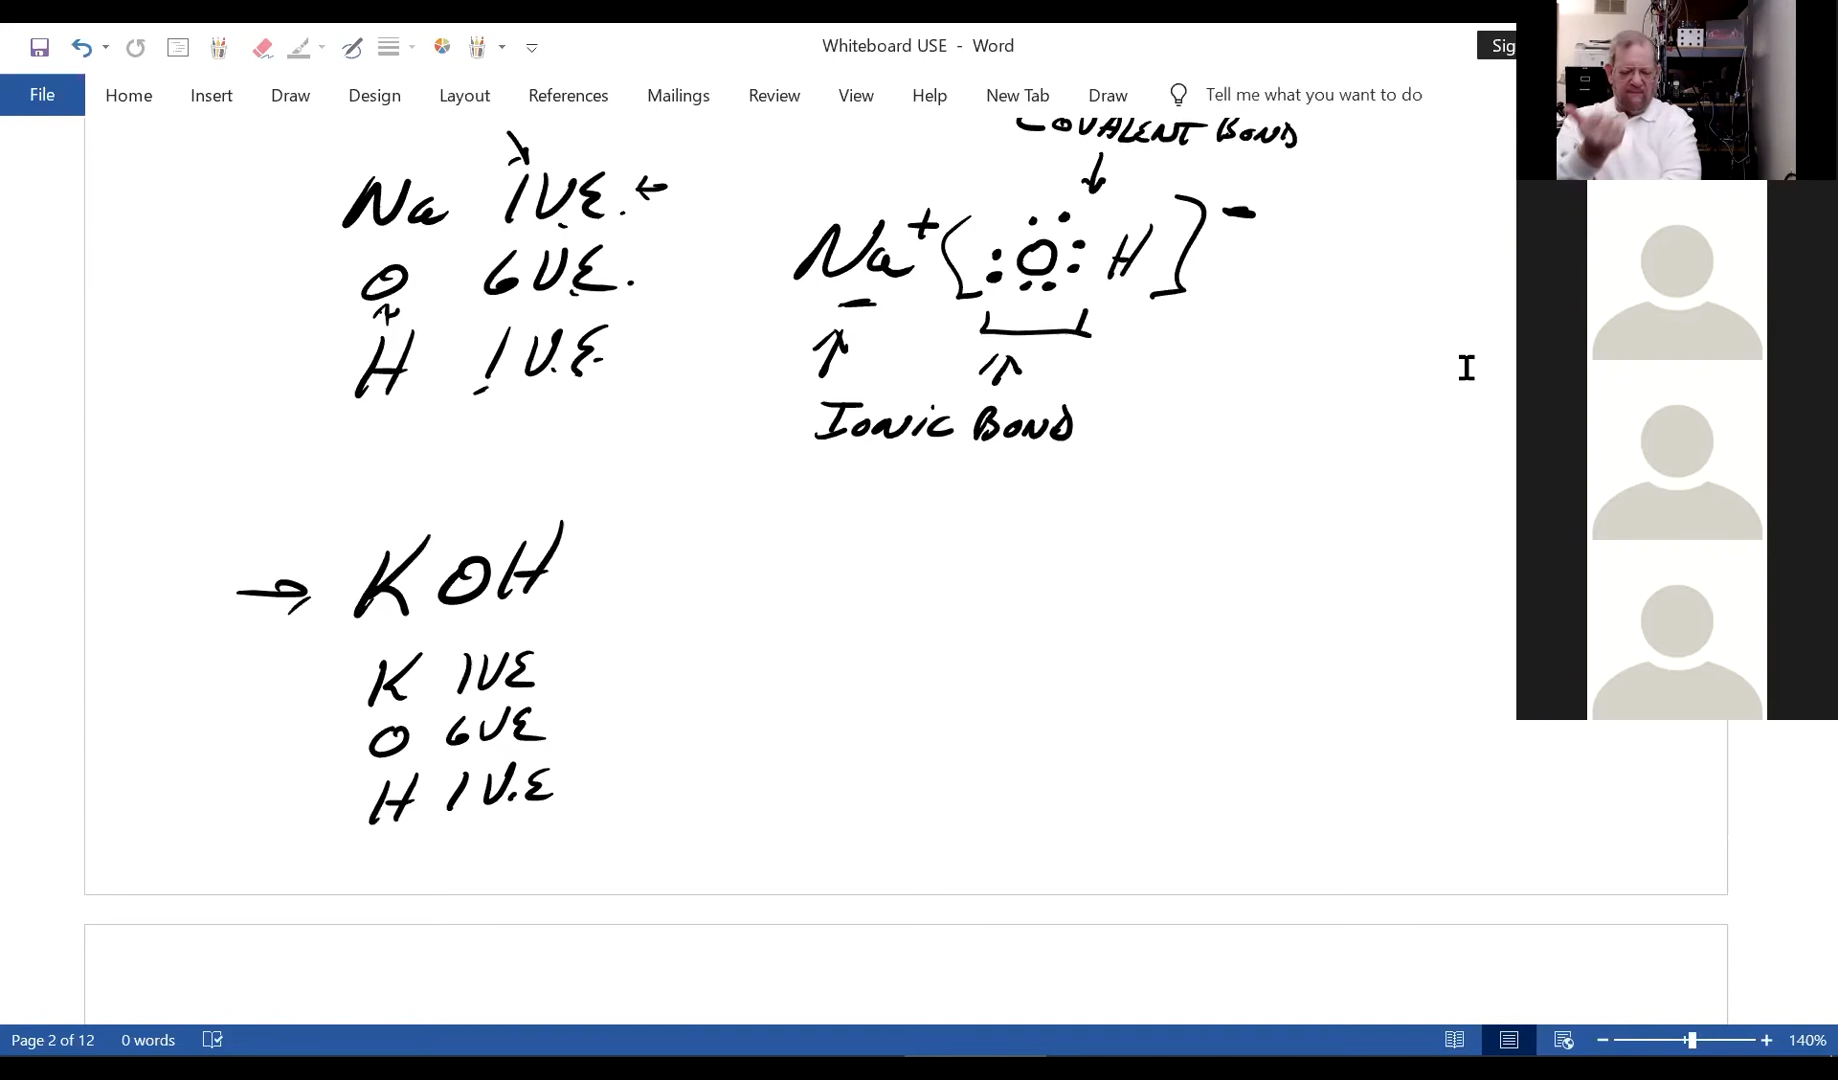 Whiteboard USE - Word
Sig
File Home Insert Draw Design Layout References Mailings Review View Help New Tab Draw Tell me what you want to do
COVALENT BOND
Na 1VE.
O 6VE.
H 1V.E
Na+ [:O:H]-
IONIC BOND
KOH
K 1VE
O 6VE
H 1V.E
Page 2 of 12 0 words 140%